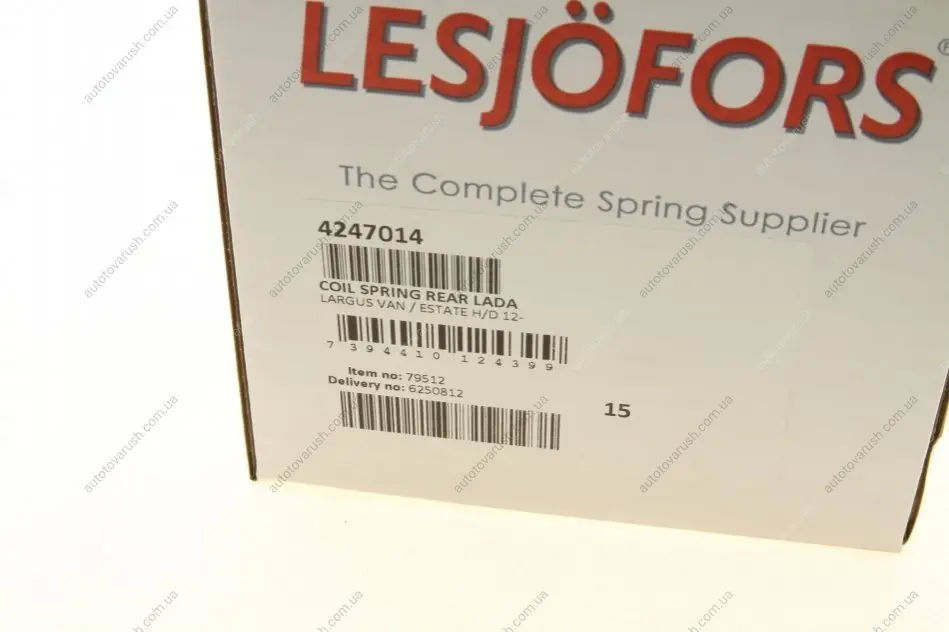 LESJÖFORS®
The Complete Spring Supplier
4247014
COIL SPRING REAR LADA
LARGUS VAN / ESTATE H/D 12-
7 394410 124399
Item no: 79512
Delivery no: 6250812
15
autotovarush.com.ua